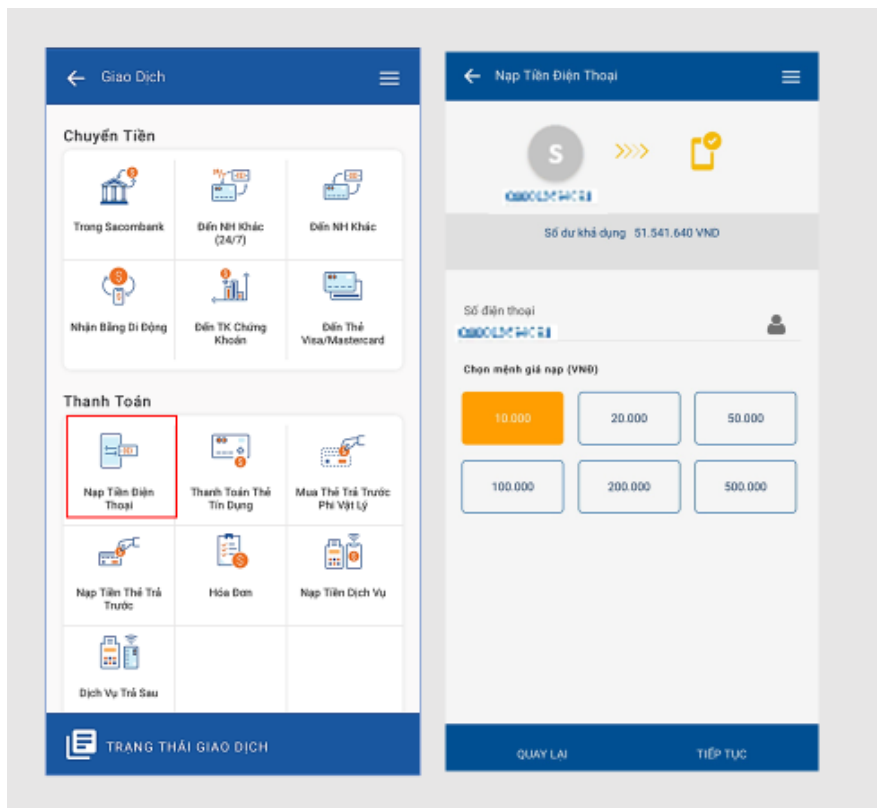 Giao Dịch
Chuyển Tiền
Trong Sacombank
Đến NH Khác
(24/7)
Đến NH Khác
Nhận Bằng Di Động
Đến TK Chứng
Khoán
Đến Thẻ
Visa/Mastercard
Thanh Toán
Nạp Tiền Điện
Thoại
Thanh Toán Thẻ
Tín Dụng
Mua Thẻ Trả Trước
Phi Vật Lý
Nạp Tiền Thẻ Trả
Trước
Hóa Đơn
Nạp Tiền Dịch Vụ
Dịch Vụ Trả Sau
TRẠNG THÁI GIAO DỊCH
Nạp Tiền Điện Thoại
S
Số dư khả dụng 51.541.640 VND
Số điện thoại
Chọn mệnh giá nạp (VNĐ)
10.000
20.000
50.000
100.000
200.000
500.000
QUAY LẠI
TIẾP TỤC